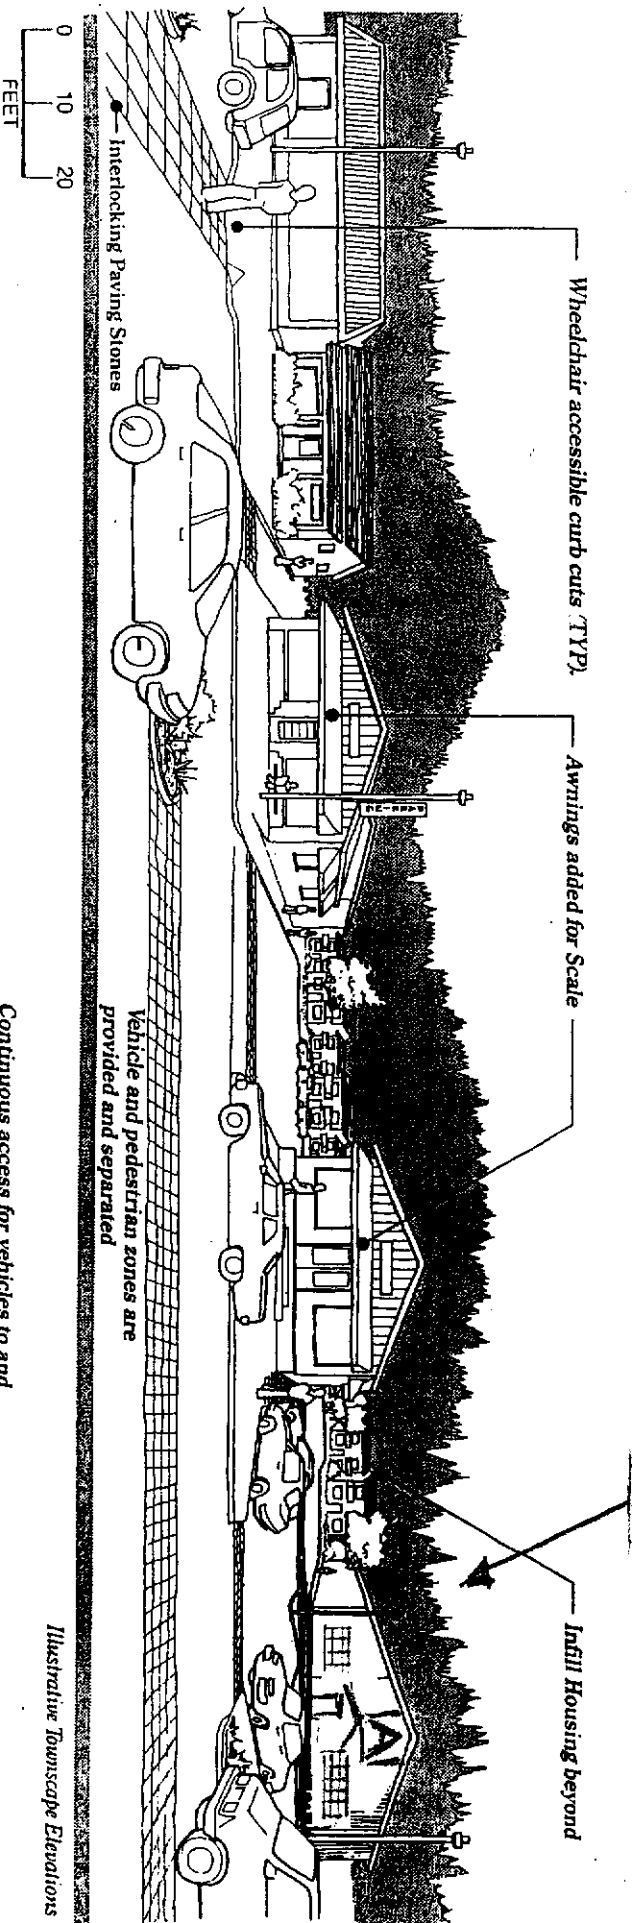 Wheelchair accessible curb cuts (TYP).
Awnings added for Scale
Infill Housing beyond
A
Interlocking Paving Stones
Vehicle and pedestrian zones are
provided and separated
0 10 20
FEET
Illustrative Townscape Elevations
Continuous access for vehicles to and